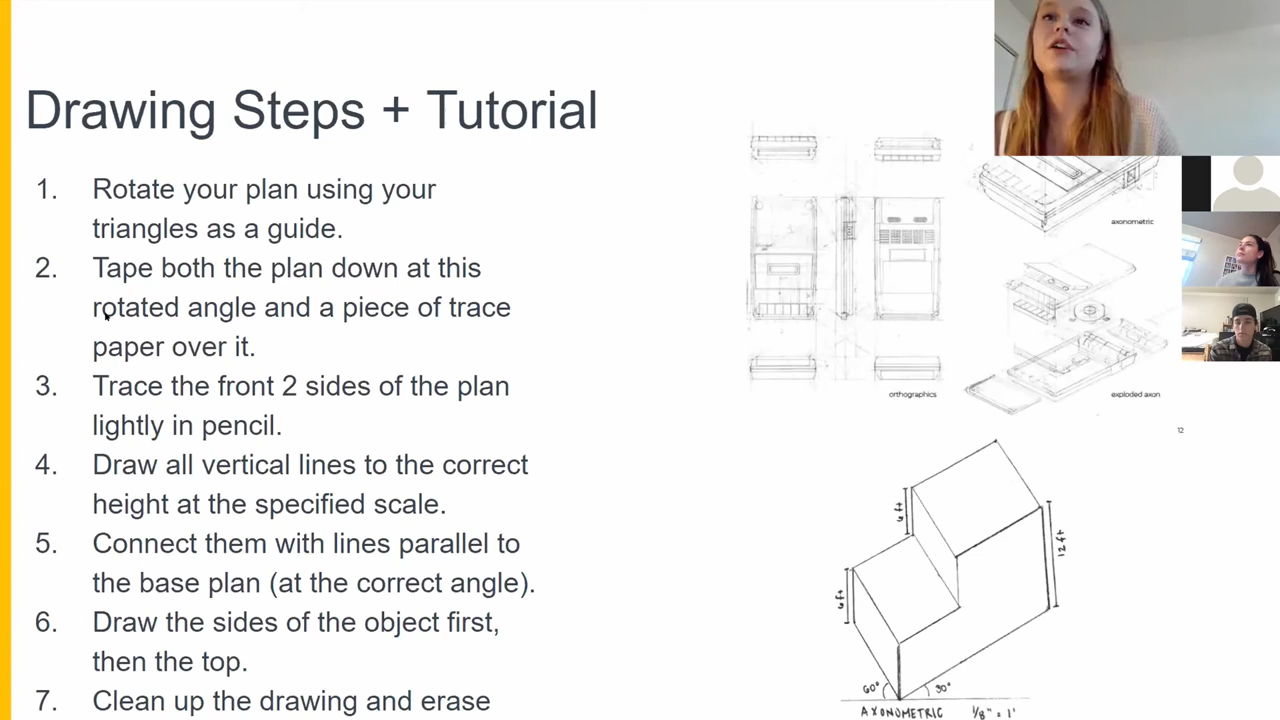 Drawing Steps + Tutorial
1. Rotate your plan using your
triangles as a guide.
2. Tape both the plan down at this
rotated angle and a piece of trace
paper over it.
3. Trace the front 2 sides of the plan
lightly in pencil.
4. Draw all vertical lines to the correct
height at the specified scale.
5. Connect them with lines parallel to
the base plan (at the correct angle).
6. Draw the sides of the object first,
then the top.
7. Clean up the drawing and erase
axonometric
orthographics
exploded axon
12
6ft
12ft
6ft
60° 30°
AXONOMETRIC 1/8" = 1'